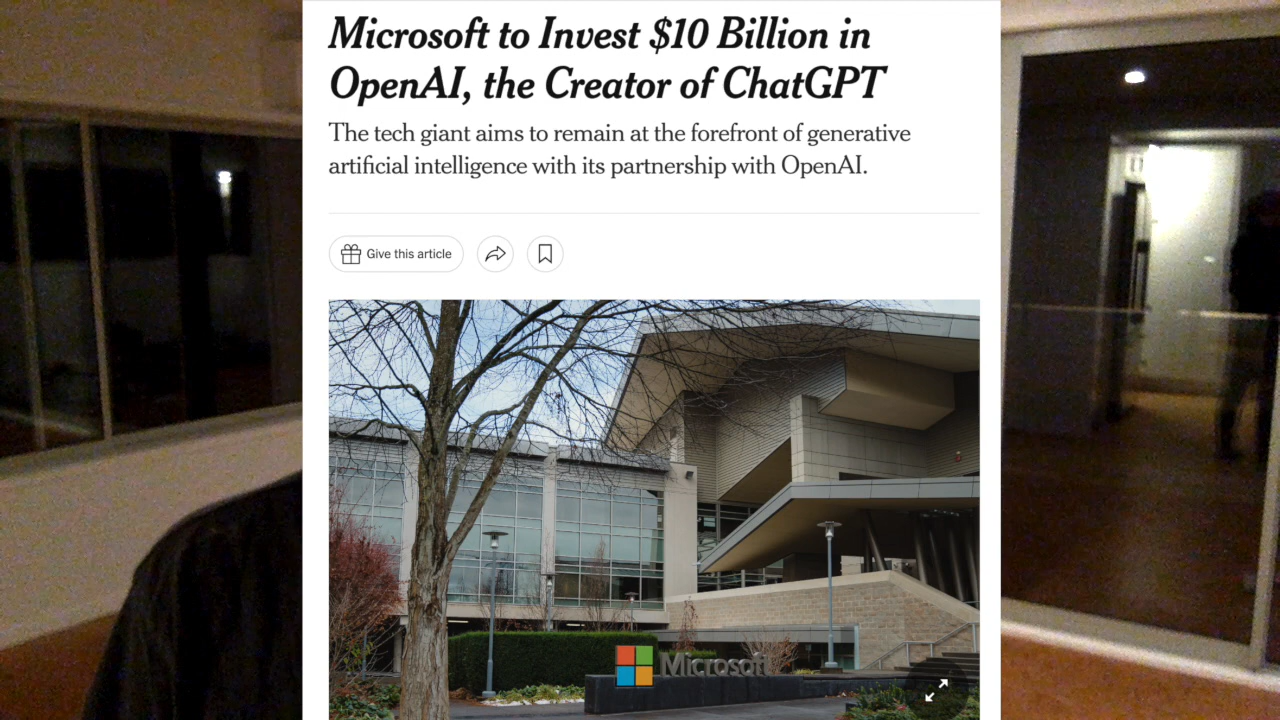 Microsoft to Invest $10 Billion in
OpenAI, the Creator of ChatGPT
The tech giant aims to remain at the forefront of generative
artificial intelligence with its partnership with OpenAI.
Give this article
Microsoft